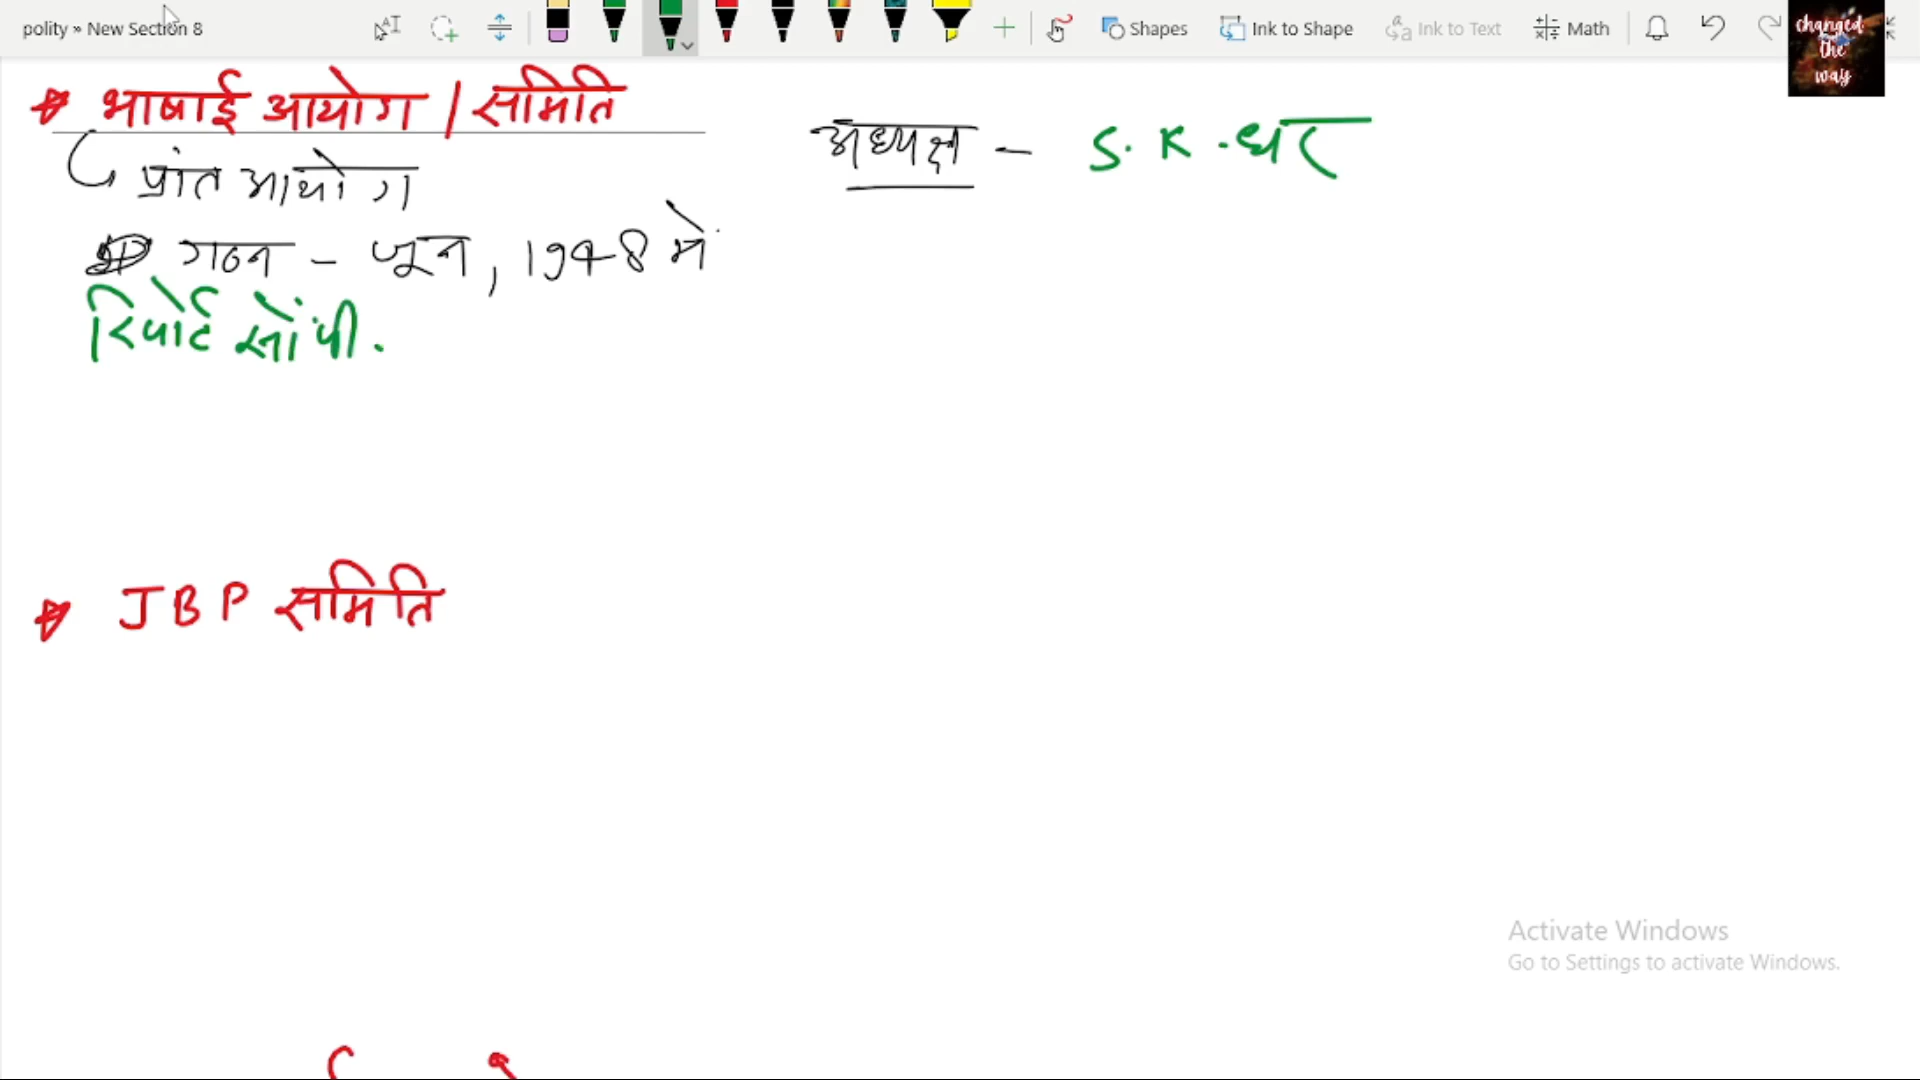 polity » New Section 8
Shapes
Ink to Shape
Ink to Text
Math
changed
the
way
भाषाई आयोग / समिति
अध्यक्ष - S. K. धर
प्रांत आयोग
गठन - जून, 1948 में
रिपोर्ट सोंपी.
JBP समिति
Activate Windows
Go to Settings to activate Windows.